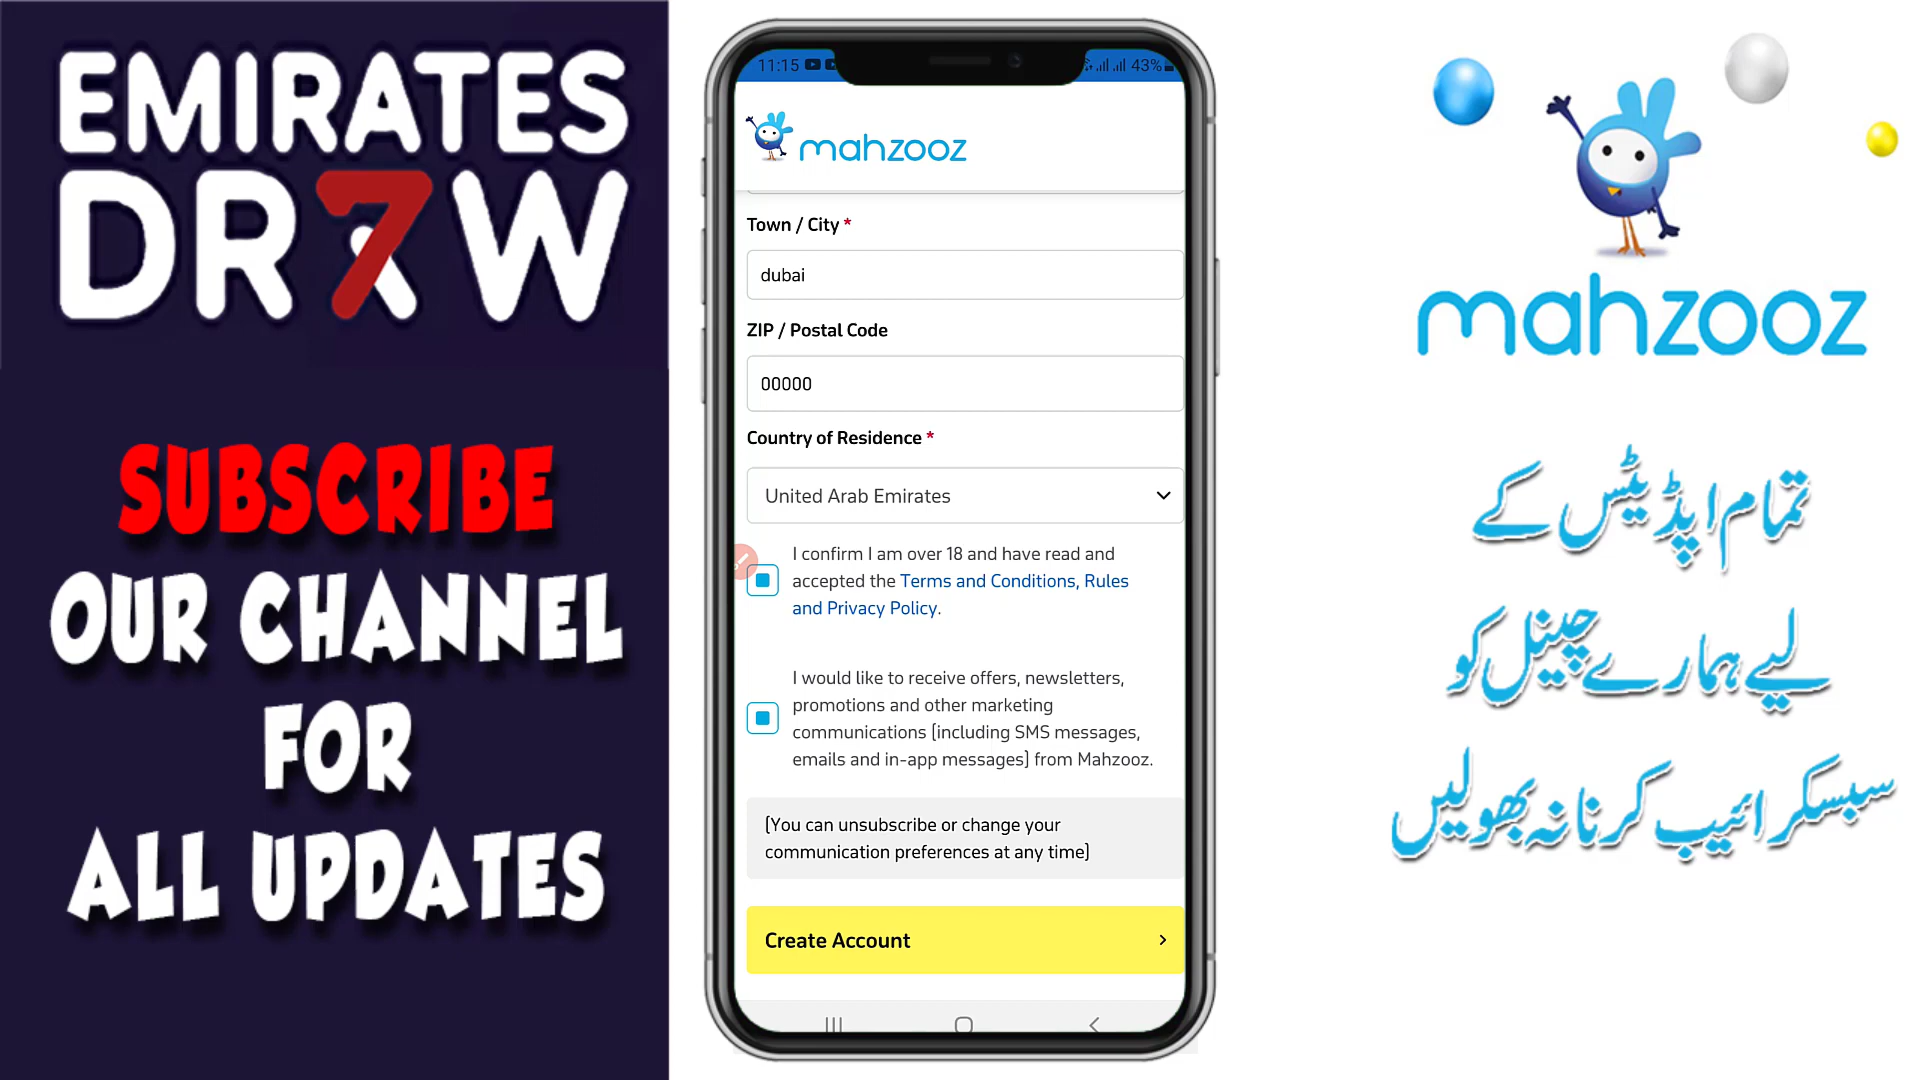 EMIRATES
DR7W
SUBSCRIBE
OUR CHANNEL
FOR
ALL UPDATES
11:15
43%
mahzooz
Town / City *
dubai
ZIP / Postal Code
00000
Country of Residence *
United Arab Emirates
I confirm I am over 18 and have read and
accepted the Terms and Conditions, Rules
and Privacy Policy.
I would like to receive offers, newsletters,
promotions and other marketing
communications [including SMS messages,
emails and in-app messages] from Mahzooz.
[You can unsubscribe or change your
communication preferences at any time]
Create Account
mahzooz
تمام اپڈیٹس کے
لیے ہمارے چینل کو
سبسکرائیب کرنا نہ بھولیں